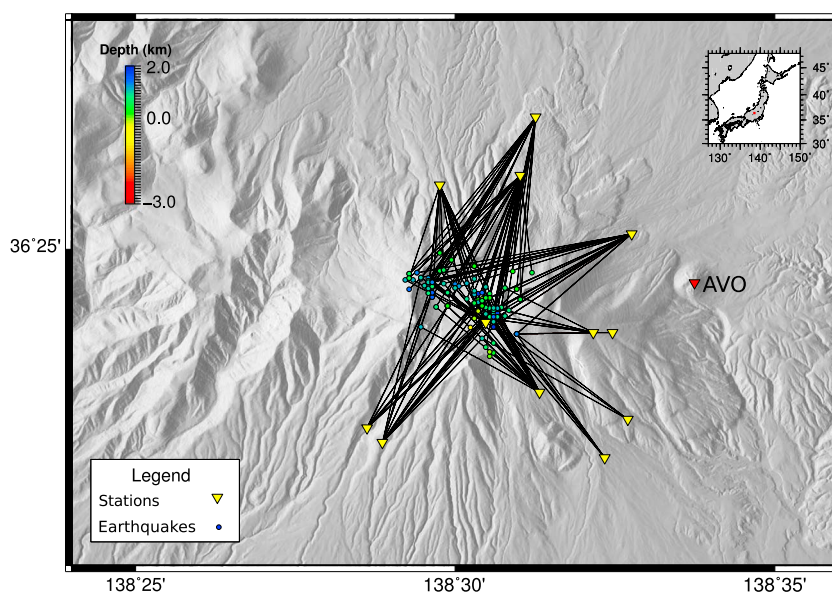 Depth (km)
2.0
0.0
−3.0
45˚
40˚
35˚
30˚
130˚ 140˚ 150˚
36˚25'
AVO
Legend
Stations
Earthquakes
138˚25' 138˚30' 138˚35'